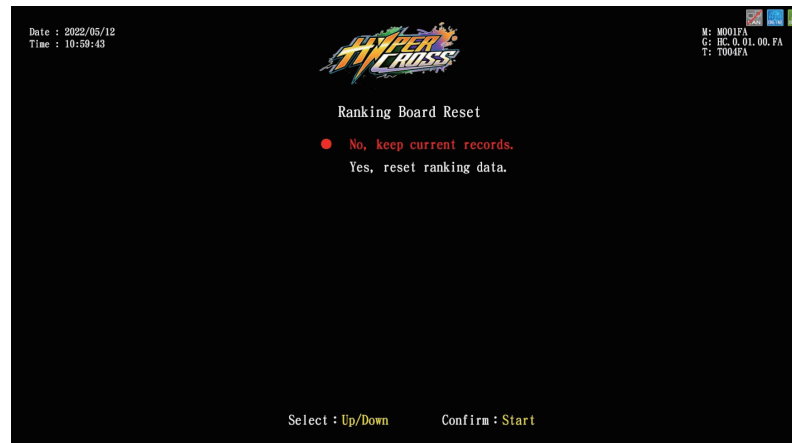 Date : 2022/05/12
Time : 10:59:43
M: M001FA
G: HC.0.01.00.FA
T: T004FA
HYPER
CROSS
Ranking Board Reset
No, keep current records.
Yes, reset ranking data.
Select：Up/Down Confirm：Start